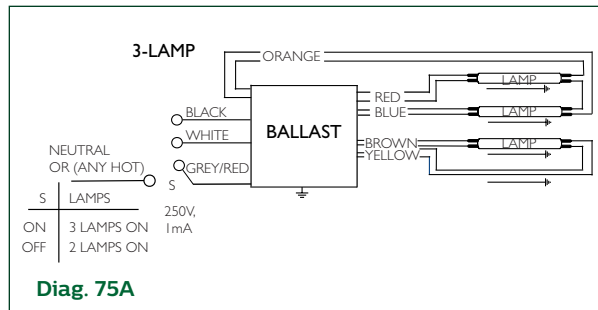 3-LAMP
ORANGE
RED
LAMP
BLUE
LAMP
BLACK
WHITE
BALLAST
BROWN
LAMP
YELLOW
NEUTRAL
OR (ANY HOT)
GREY/RED
S
S LAMPS
250V,
1mA
ON 3 LAMPS ON
OFF 2 LAMPS ON
Diag. 75A